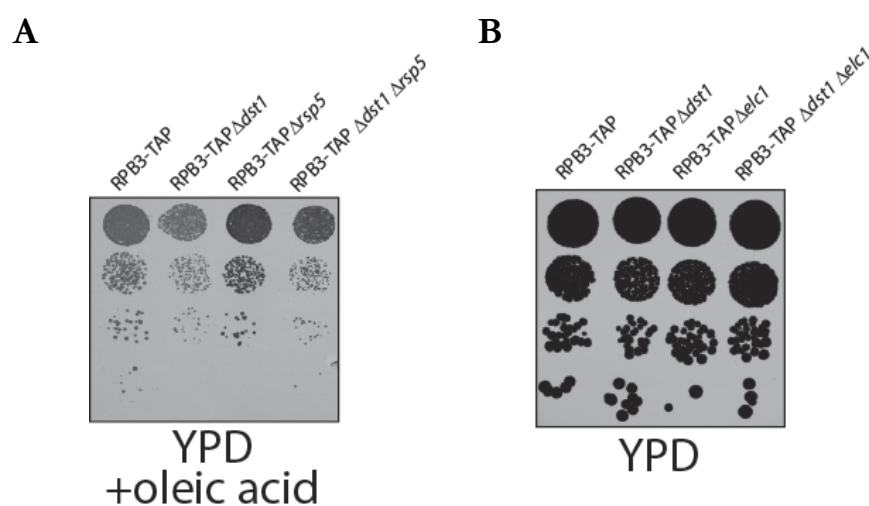 A
RPB3-TAP
RPB3-TAPΔdst1
RPB3-TAPΔrsp5
RPB3-TAP Δdst1 Δrsp5
YPD
+oleic acid
B
RPB3-TAP
RPB3-TAPΔdst1
RPB3-TAPΔelc1
RPB3-TAP Δdst1 Δelc1
YPD